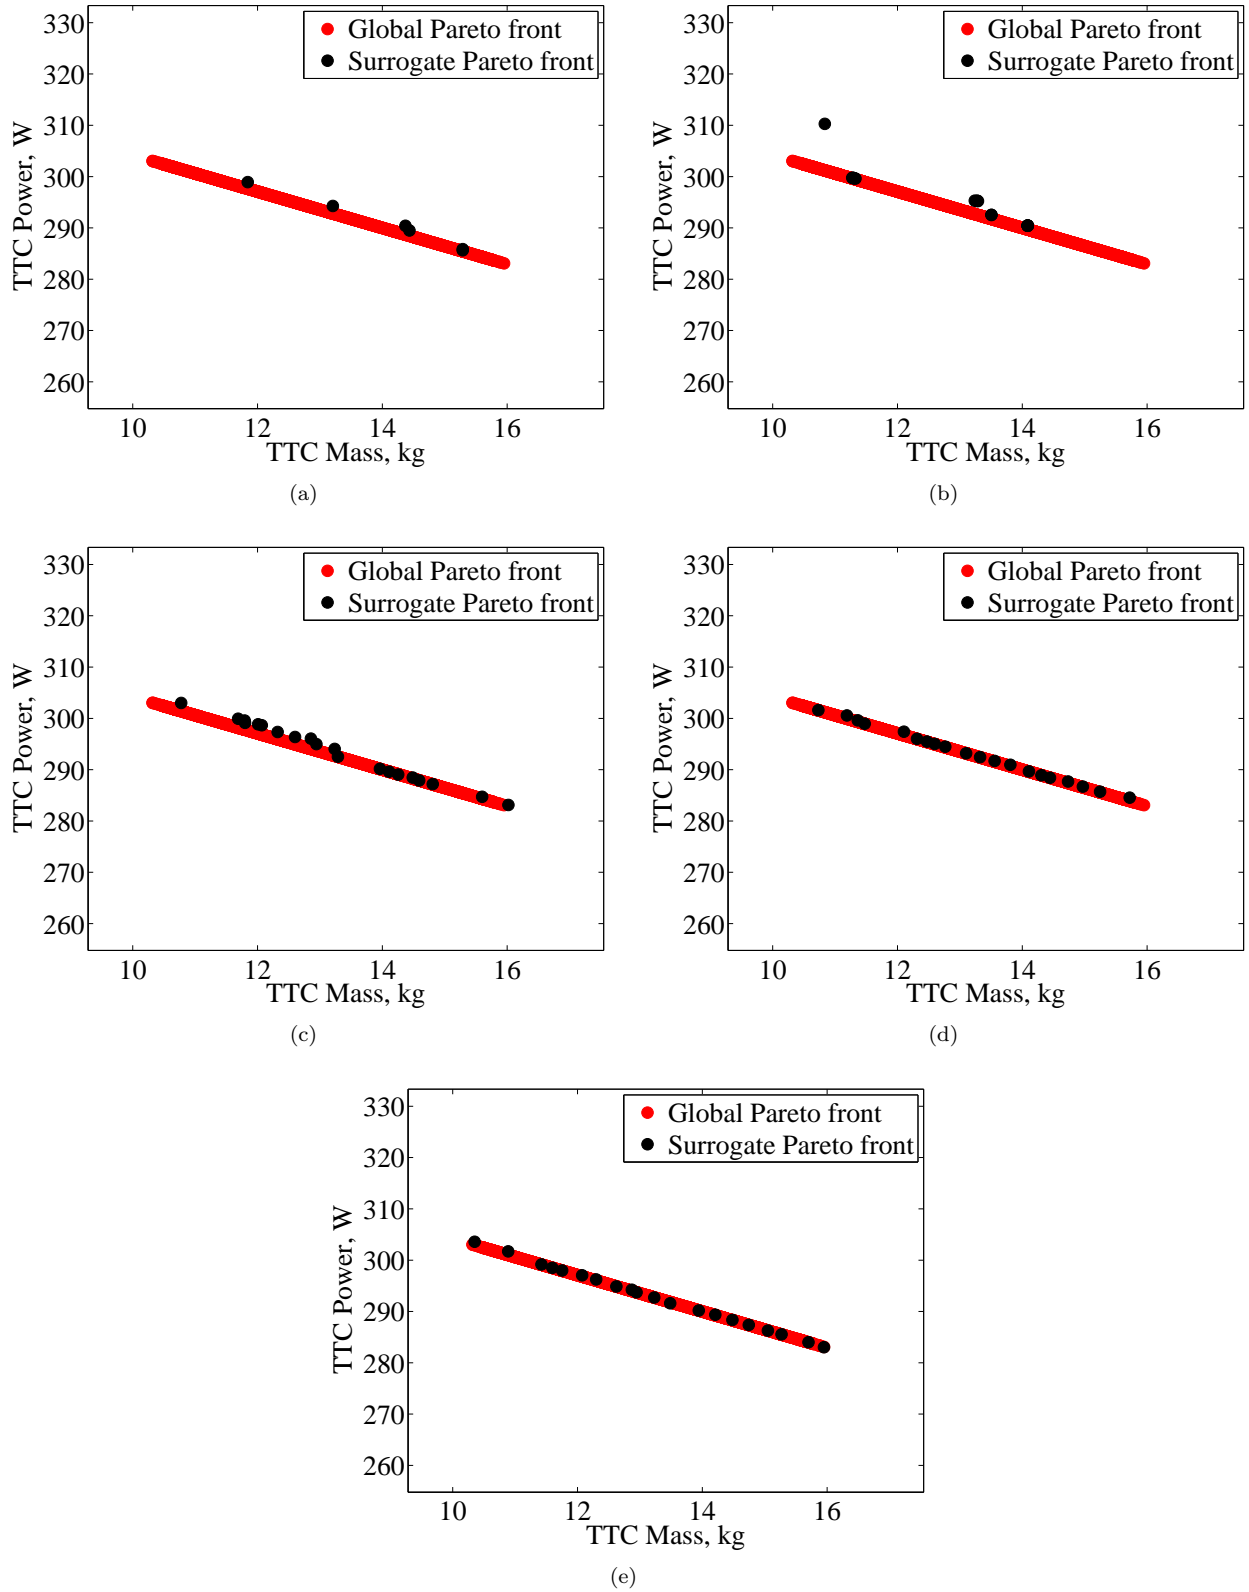 330
320
310
300
290
280
270
260
TTC Power, W
10
12
14
16
TTC Mass, kg
Global Pareto front
Surrogate Pareto front
(a)
330
320
310
300
290
280
270
260
TTC Power, W
10
12
14
16
TTC Mass, kg
Global Pareto front
Surrogate Pareto front
(b)
330
320
310
300
290
280
270
260
TTC Power, W
10
12
14
16
TTC Mass, kg
Global Pareto front
Surrogate Pareto front
(c)
330
320
310
300
290
280
270
260
TTC Power, W
10
12
14
16
TTC Mass, kg
Global Pareto front
Surrogate Pareto front
(d)
330
320
310
300
290
280
270
260
TTC Power, W
10
12
14
16
TTC Mass, kg
Global Pareto front
Surrogate Pareto front
(e)